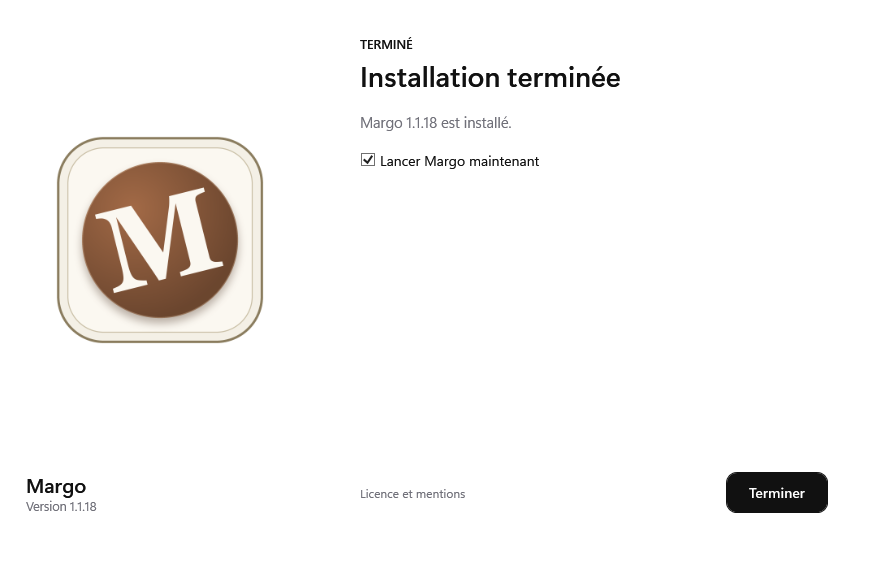 TERMINÉ
Installation terminée
Margo 1.1.18 est installé.
Lancer Margo maintenant
M
Margo
Version 1.1.18
Licence et mentions
Terminer